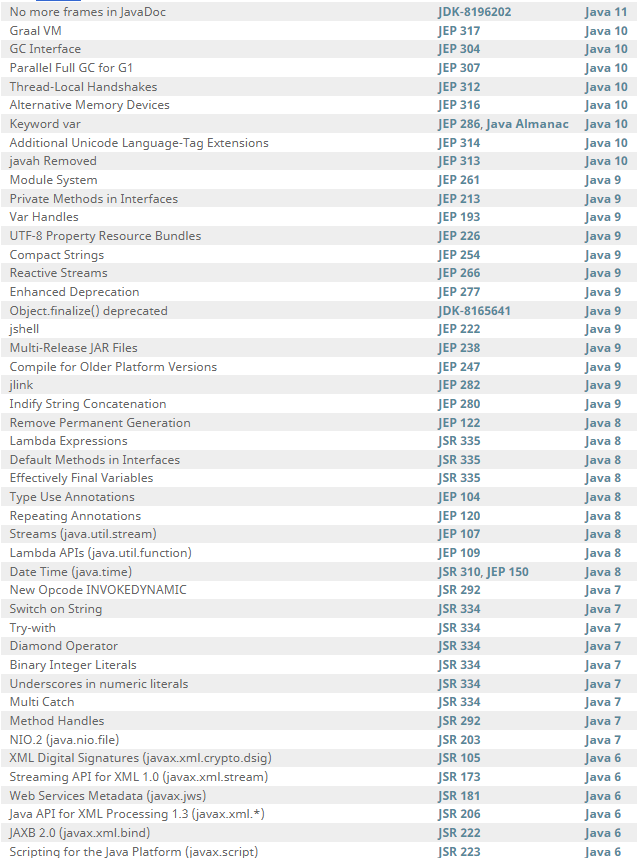 No more frames in JavaDoc JDK-8196202 Java 11
Graal VM JEP 317 Java 10
GC Interface JEP 304 Java 10
Parallel Full GC for G1 JEP 307 Java 10
Thread-Local Handshakes JEP 312 Java 10
Alternative Memory Devices JEP 316 Java 10
Keyword var JEP 286, Java Almanac Java 10
Additional Unicode Language-Tag Extensions JEP 314 Java 10
javah Removed JEP 313 Java 10
Module System JEP 261 Java 9
Private Methods in Interfaces JEP 213 Java 9
Var Handles JEP 193 Java 9
UTF-8 Property Resource Bundles JEP 226 Java 9
Compact Strings JEP 254 Java 9
Reactive Streams JEP 266 Java 9
Enhanced Deprecation JEP 277 Java 9
Object.finalize() deprecated JDK-8165641 Java 9
jshell JEP 222 Java 9
Multi-Release JAR Files JEP 238 Java 9
Compile for Older Platform Versions JEP 247 Java 9
jlink JEP 282 Java 9
Indify String Concatenation JEP 280 Java 9
Remove Permanent Generation JEP 122 Java 8
Lambda Expressions JSR 335 Java 8
Default Methods in Interfaces JSR 335 Java 8
Effectively Final Variables JSR 335 Java 8
Type Use Annotations JEP 104 Java 8
Repeating Annotations JEP 120 Java 8
Streams (java.util.stream) JEP 107 Java 8
Lambda APIs (java.util.function) JEP 109 Java 8
Date Time (java.time) JSR 310, JEP 150 Java 8
New Opcode INVOKEDYNAMIC JSR 292 Java 7
Switch on String JSR 334 Java 7
Try-with JSR 334 Java 7
Diamond Operator JSR 334 Java 7
Binary Integer Literals JSR 334 Java 7
Underscores in numeric literals JSR 334 Java 7
Multi Catch JSR 334 Java 7
Method Handles JSR 292 Java 7
NIO.2 (java.nio.file) JSR 203 Java 7
XML Digital Signatures (javax.xml.crypto.dsig) JSR 105 Java 6
Streaming API for XML 1.0 (javax.xml.stream) JSR 173 Java 6
Web Services Metadata (javax.jws) JSR 181 Java 6
Java API for XML Processing 1.3 (javax.xml.*) JSR 206 Java 6
JAXB 2.0 (javax.xml.bind) JSR 222 Java 6
Scripting for the Java Platform (javax.script) JSR 223 Java 6